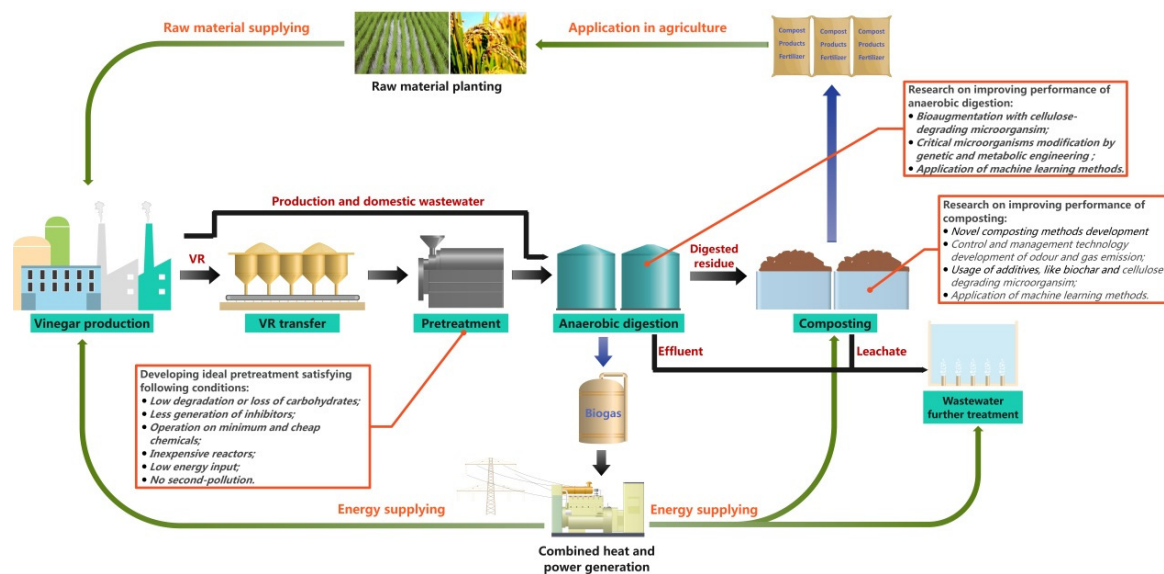 Raw material supplying
Application in agriculture
Compost
Products
Fertilizer
Compost
Products
Fertilizer
Compost
Products
Fertilizer
Raw material planting
Research on improving performance of
anaerobic digestion:
• Bioaugmentation with cellulose-
degrading microorgansim;
• Critical microorganisms modification by
genetic and metabolic engineering ;
• Application of machine learning methods.
Production and domestic wastewater
VR
Digested
residue
Research on improving performance of
composting:
• Novel composting methods development
• Control and management technology
development of odour and gas emission;
• Usage of additives, like biochar and cellulose-
degrading microorgansim;
• Application of machine learning methods.
Vinegar production
VR transfer
Pretreatment
Anaerobic digestion
Composting
Effluent
Leachate
Developing ideal pretreatment satisfying
following conditions:
• Low degradation or loss of carbohydrates;
• Less generation of inhibitors;
• Operation on minimum and cheap
chemicals;
• Inexpensive reactors;
• Low energy input;
• No second-pollution.
Biogas
Wastewater
further treatment
Energy supplying
Energy supplying
Combined heat and
power generation